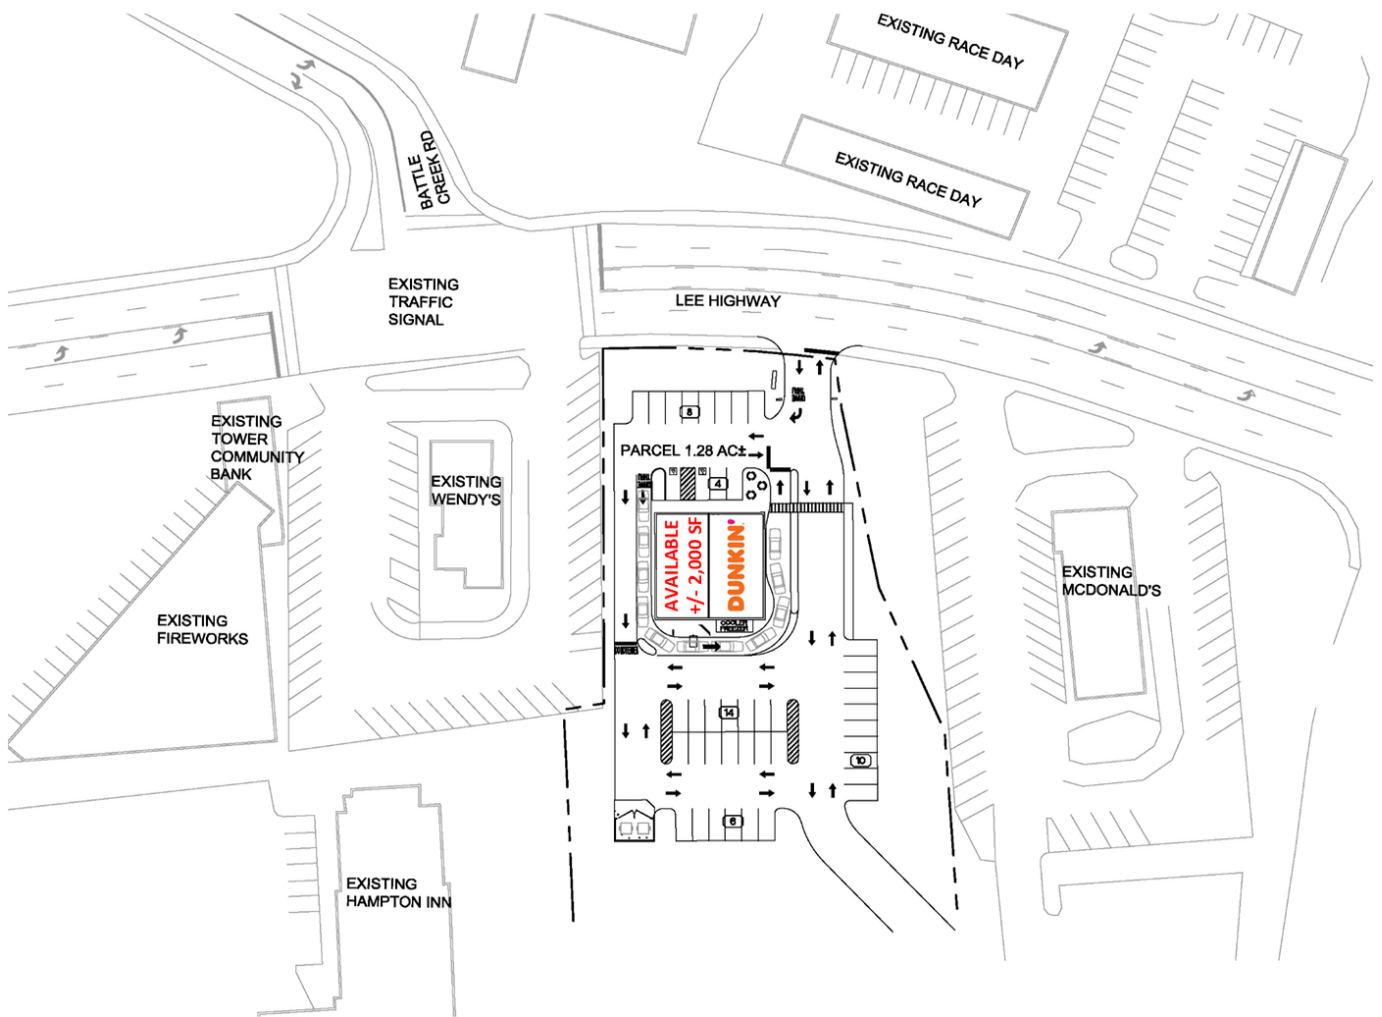 EXISTING RACE DAY
EXISTING RACE DAY
BATTLE
CREEK RD
EXISTING
TRAFFIC
SIGNAL
LEE HIGHWAY
EXISTING
TOWER
COMMUNITY
BANK
EXISTING
WENDY'S
8
PARCEL 1.28 AC±
4
AVAILABLE
+/- 2,000 SF
DUNKIN'
COOLER
FREEZER
EXISTING
FIREWORKS
EXISTING
MCDONALD'S
14
10
6
EXISTING
HAMPTON INN